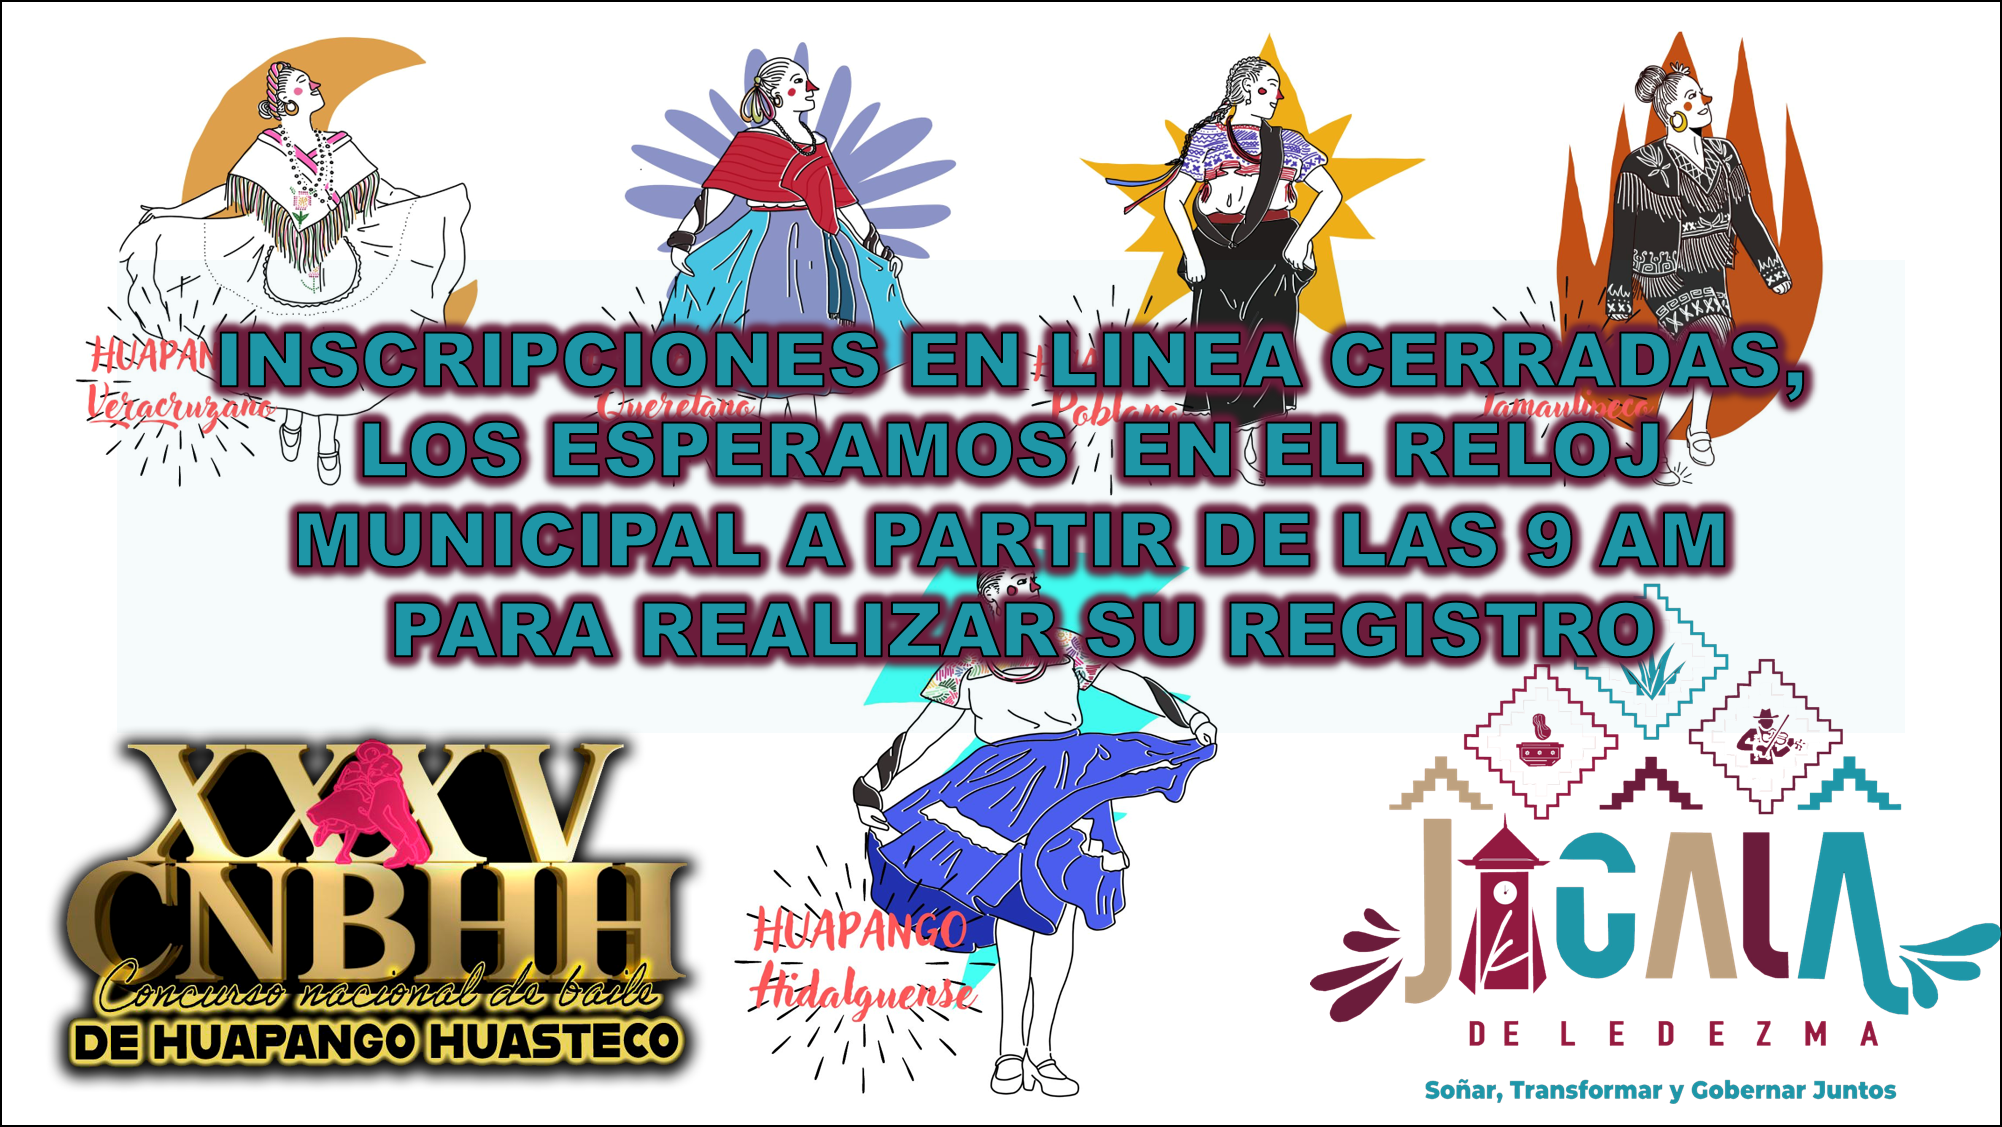 INSCRIPCIONES EN LINEA CERRADAS,
LOS ESPERAMOS EN EL RELOJ
MUNICIPAL A PARTIR DE LAS 9 AM
PARA REALIZAR SU REGISTRO
Veracruzano
Queretano
Poblano
Tamaulipeco
HUAPANGO
Hidalguense
XXXV
CNBHH
Concurso nacional de baile
DE HUAPANGO HUASTECO
JACALA
DE LEDEZMA
Soñar, Transformar y Gobernar Juntos